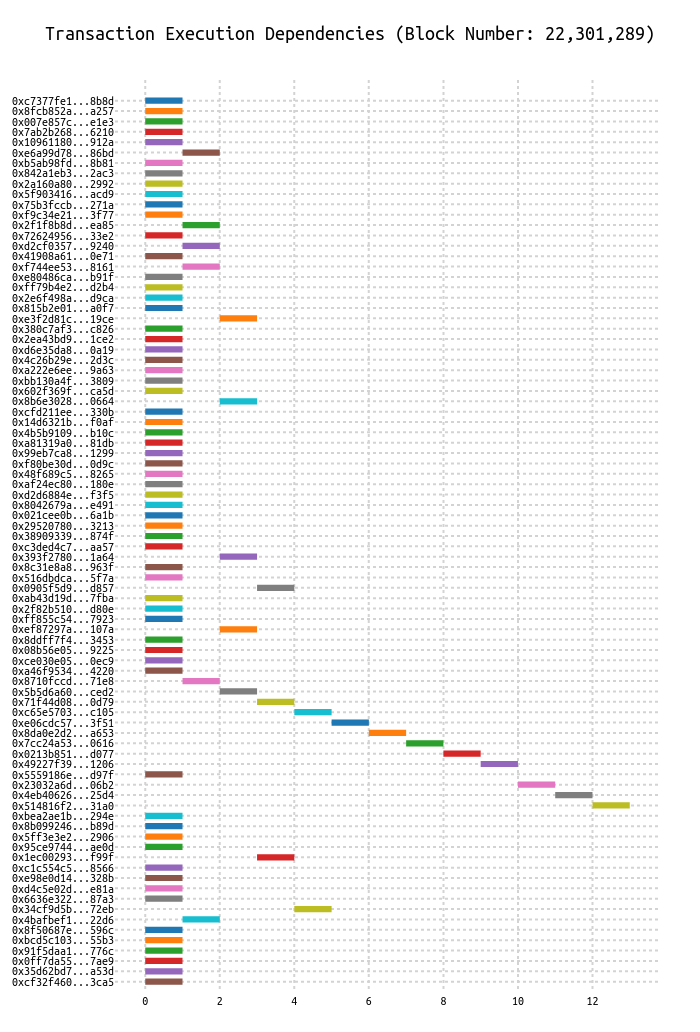 Transaction Execution Dependencies (Block Number: 22,301,289)
0xc7377fe1...8b8d
0x8fcb852a...a257
0x007e857c...e1e3
0x7ab2b268...6210
0x10961180...912a
0xe6a99d78...86bd
0xb5ab98fd...8b81
0x842a1eb3...2ac3
0x2a160a80...2992
0x5f903416...acd9
0x75b3fccb...271a
0xf9c34e21...3f77
0x2f1f8b8d...ea85
0x72624956...33e2
0xd2cf0357...9240
0x41908a61...0e71
0xf744ee53...8161
0xe80486ca...b91f
0xff79b4e2...d2b4
0x2e6f498a...d9ca
0x815b2e01...a0f7
0xe3f2d81c...19ce
0x380c7af3...c826
0x2ea43bd9...1ce2
0xd6e35da8...0a19
0x4c26b29e...2d3c
0xa222e6ee...9a63
0xbb130a4f...3809
0x602f369f...ca5d
0x8b6e3028...0664
0xcfd211ee...330b
0x14d6321b...f0af
0x4b5b9109...b10c
0xa81319a0...81db
0x99eb7ca8...1299
0xf80be30d...0d9c
0x48f689c5...8265
0xaf24ec80...180e
0xd2d6884e...f3f5
0x8042679a...e491
0x021cee0b...6a1b
0x29520780...3213
0x38909339...874f
0xc3ded4c7...aa57
0x393f2780...1a64
0x8c31e8a8...963f
0x516dbdca...5f7a
0x0905f5d9...d857
0xab43d19d...7fba
0x2f82b510...d80e
0xff855c54...7923
0xef87297a...107a
0x8ddff7f4...3453
0x08b56e05...9225
0xce030e05...0ec9
0xa46f9534...4220
0x8710fccd...71e8
0x5b5d6a60...ced2
0x71f44d08...0d79
0xc65e5703...c105
0xe06cdc57...3f51
0x8da0e2d2...a653
0x7cc24a53...0616
0x0213b851...d077
0x49227f39...1206
0x5559186e...d97f
0x23032a6d...06b2
0x4eb40626...25d4
0x514816f2...31a0
0xbea2ae1b...294e
0x8b099246...b89d
0x5ff3e3e2...2906
0x95ce9744...ae0d
0x1ec00293...f99f
0xc1c554c5...8566
0xe98e0d14...328b
0xd4c5e02d...e81a
0x6636e322...87a3
0x34cf9d5b...72eb
0x4bafbef1...22d6
0x8f50687e...596c
0xbcd5c103...55b3
0x91f5daa1...776c
0x0ff7da55...7ae9
0x35d62bd7...a53d
0xcf32f460...3ca5
0 2 4 6 8 10 12